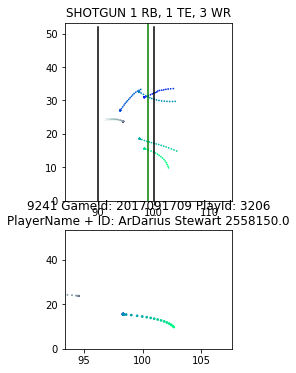 SHOTGUN 1 RB, 1 TE, 3 WR
50
40
30
20
10
0
90 100 110
9241 GameId: 2017091709 PlayId: 3206
PlayerName + ID: ArDarius Stewart 2558150.0
40
20
0
95 100 105